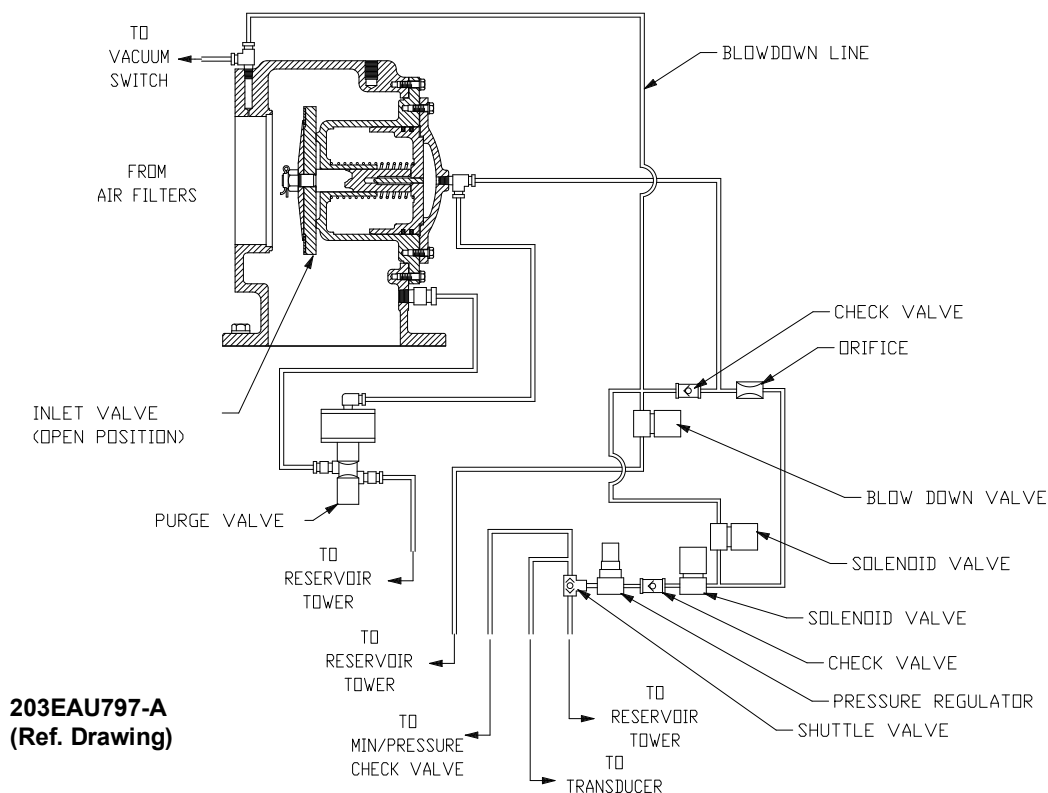 TO
VACUUM
SWITCH
BLOWDOWN LINE
FROM
AIR FILTERS
CHECK VALVE
ORIFICE
INLET VALVE
(OPEN POSITION)
BLOW DOWN VALVE
PURGE VALVE
TO
RESERVOIR
TOWER
SOLENOID VALVE
SOLENOID VALVE
TO
RESERVOIR
TOWER
CHECK VALVE
PRESSURE REGULATOR
SHUTTLE VALVE
TO
RESERVOIR
TOWER
TO
MIN/PRESSURE
CHECK VALVE
TO
TRANSDUCER
203EAU797-A
(Ref. Drawing)